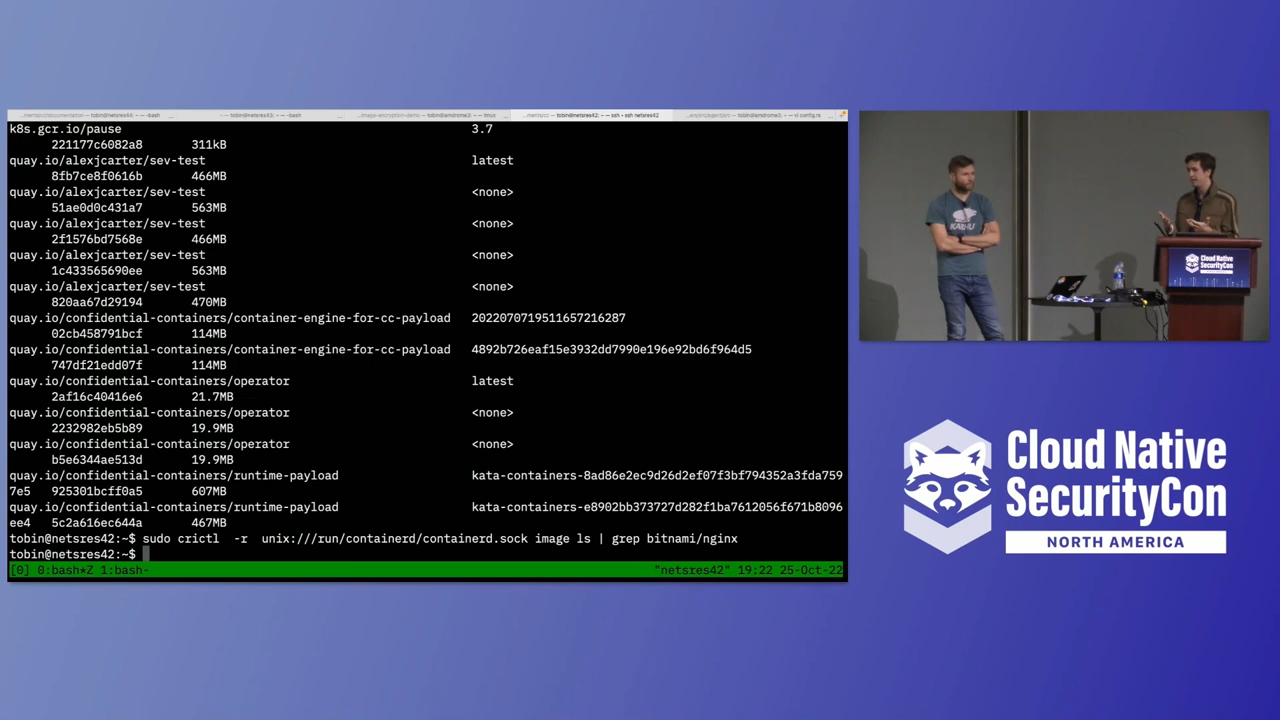 k8s.gcr.io/pause 3.7
221177c6082a8 311kB
quay.io/alexjcarter/sev-test latest
8fb7ce8f0616b 466MB
quay.io/alexjcarter/sev-test <none>
51ae0d0c431a7 563MB
quay.io/alexjcarter/sev-test <none>
2f1576bd7568e 466MB
quay.io/alexjcarter/sev-test <none>
1c433565690ee 563MB
quay.io/alexjcarter/sev-test <none>
820aa67d29194 470MB
quay.io/confidential-containers/container-engine-for-cc-payload 2022070719511657216287
02cb458791bcf 114MB
quay.io/confidential-containers/container-engine-for-cc-payload 4892b726eaf15e3932dd7990e196e92bd6f964d5
747df21edd07f 114MB
quay.io/confidential-containers/operator latest
2af16c40416e6 21.7MB
quay.io/confidential-containers/operator <none>
2232982eb5b89 19.9MB
quay.io/confidential-containers/operator <none>
b5e6344ae513d 19.9MB
quay.io/confidential-containers/runtime-payload kata-containers-8ad86e2ec9d26d2ef07f3bf794352a3fda759
7e5 925301bcff0a5 607MB
quay.io/confidential-containers/runtime-payload kata-containers-e8902bb373727d282f1ba7612056f671b8096
ee4 5c2a616ec644a 467MB
tobin@netsres42:~$ sudo crictl -r unix:///run/containerd/containerd.sock image ls | grep bitnami/nginx
tobin@netsres42:~$
[0] 0:bash*Z 1:bash- "netsres42" 19:22 25-Oct-22
Cloud Native
SecurityCon
Cloud Native
SecurityCon
NORTH AMERICA